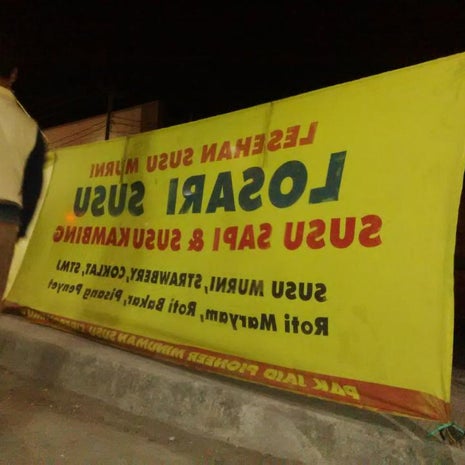 LESEHAN SUSU MURNI
LOSARI SUSU
SUSU SAPI & SUSU KAMBING
SUSU MURNI, STRAWBERY, COKLAT, STMJ
Roti Maryam, Roti Bakar, Pisang Penyet
PAK JAID PIONEER MINUMAN SUSU